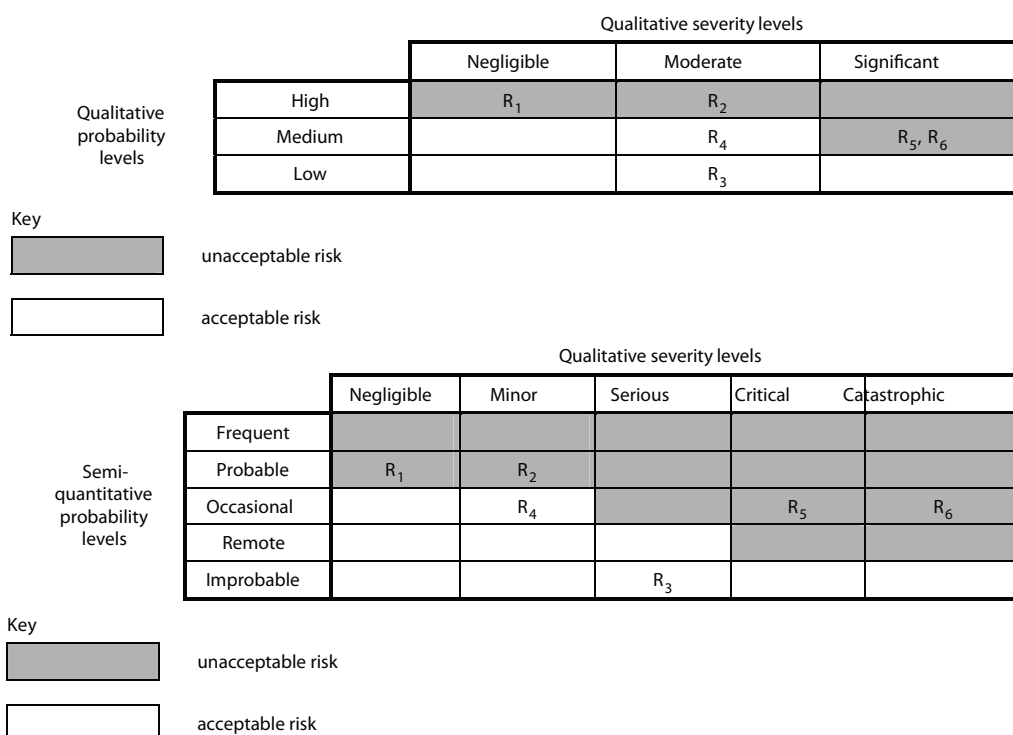 Qualitative severity levels
Negligible Moderate Significant
Qualitative
probability
levels
High R1 R2
Medium R4 R5, R6
Low R3
Key
unacceptable risk
acceptable risk
Qualitative severity levels
Negligible Minor Serious Critical Catastrophic
Semi-
quantitative
probability
levels
Frequent
Probable R1 R2
Occasional R4 R5 R6
Remote
Improbable R3
Key
unacceptable risk
acceptable risk